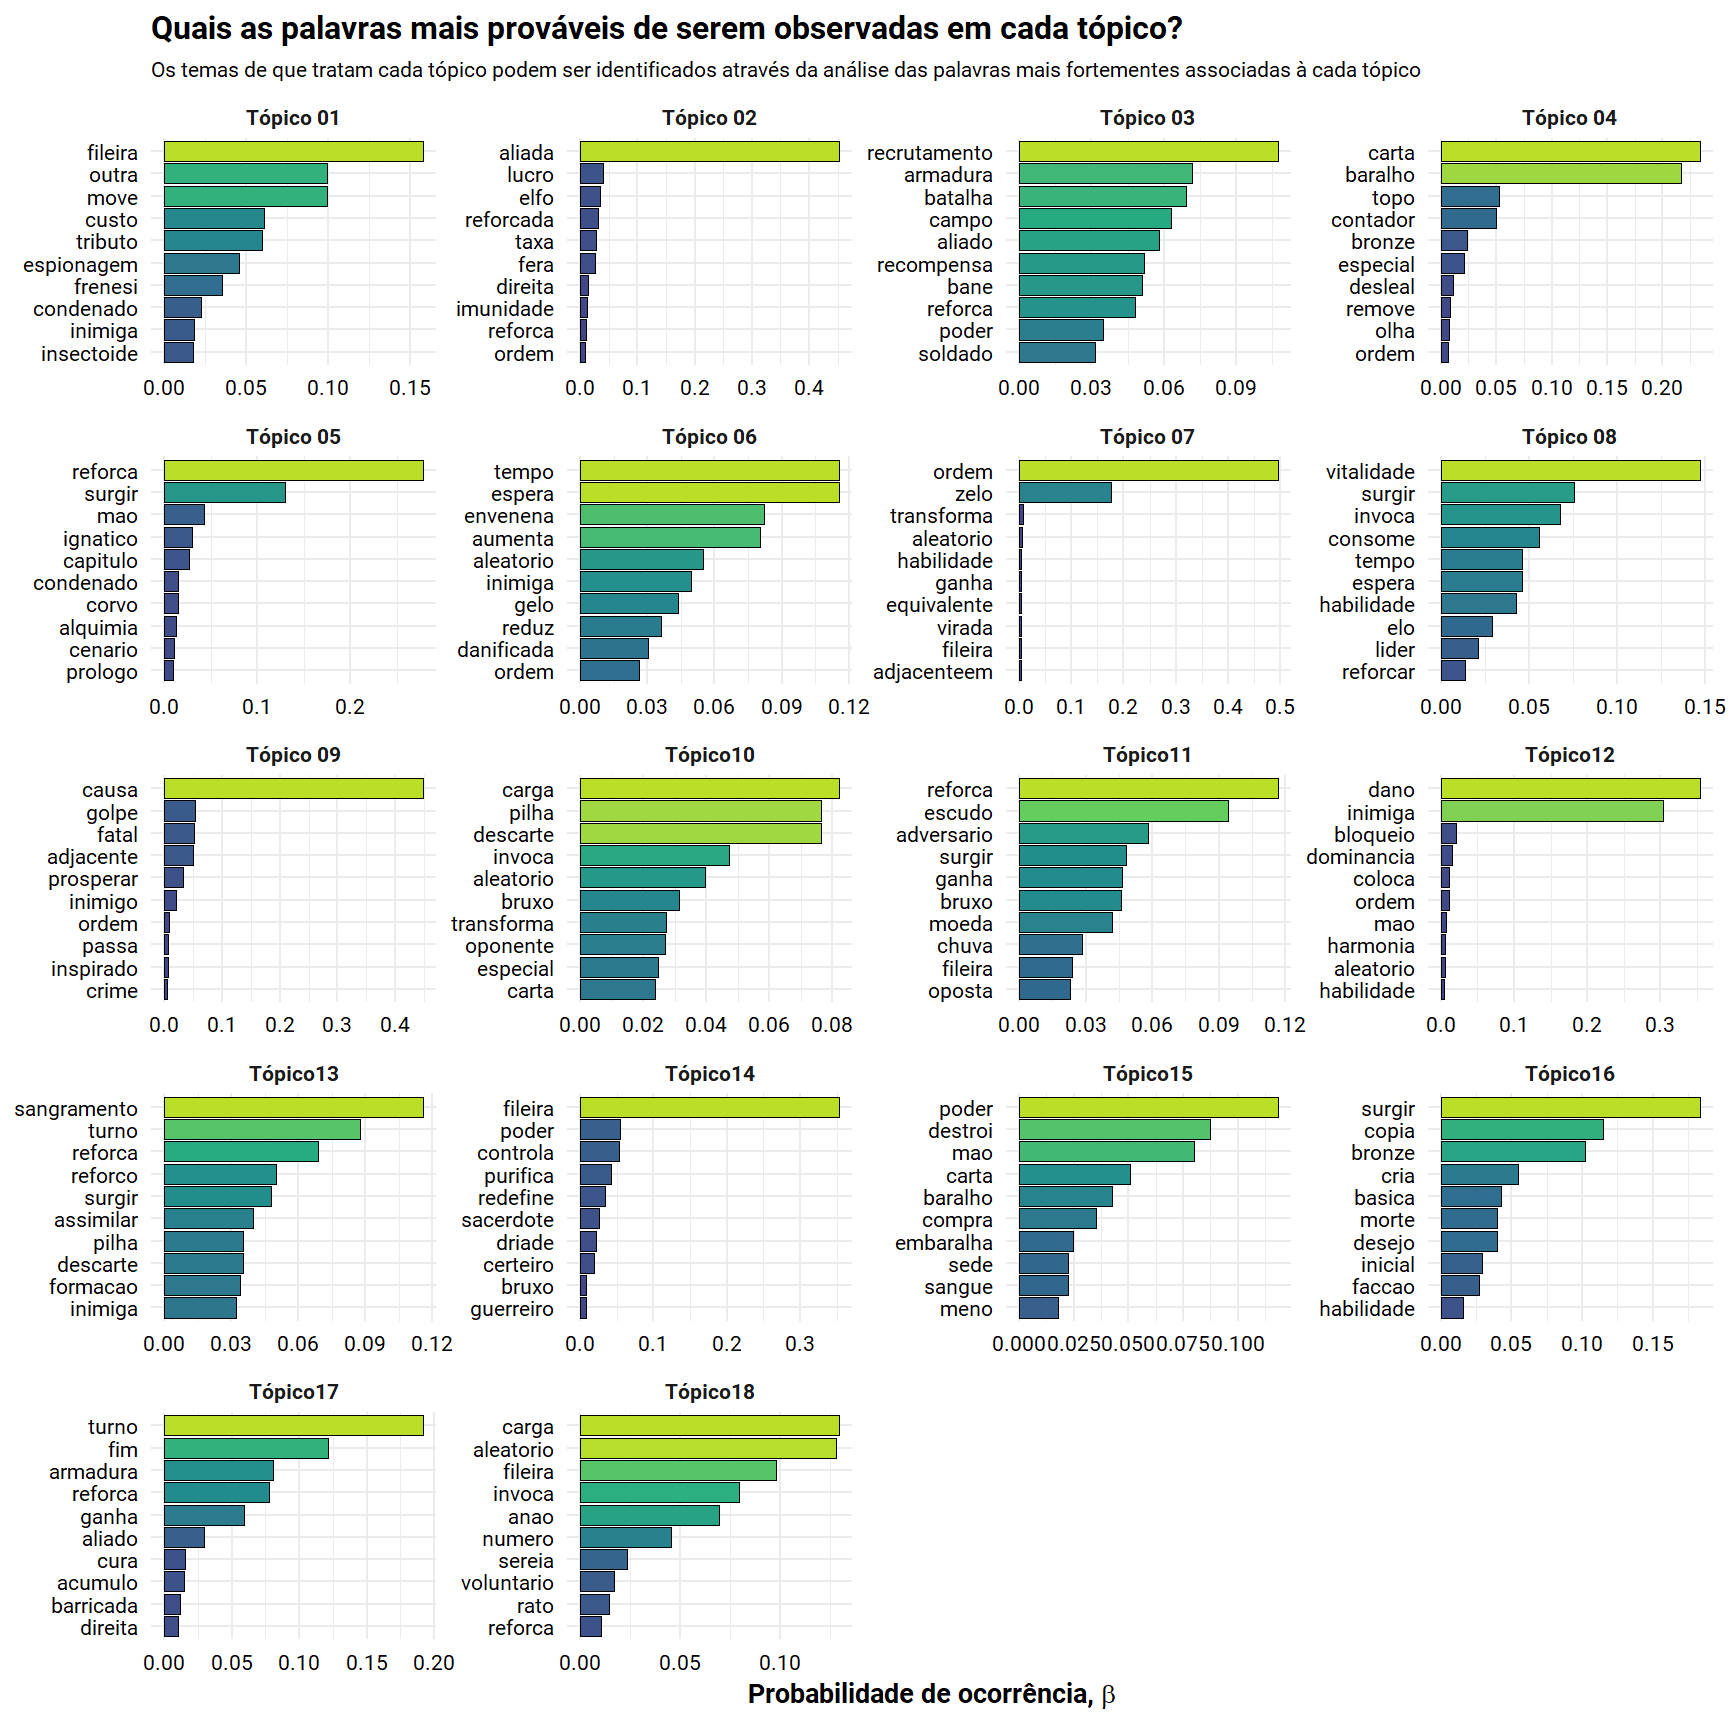 Quais as palavras mais prováveis de serem observadas em cada tópico?
Os temas de que tratam cada tópico podem ser identificados através da análise das palavras mais fortementes associadas à cada tópico
Tópico 01
fileira
outra
move
custo
tributo
espionagem
frenesi
condenado
inimiga
insectoide
0.00 0.05 0.10 0.15
Tópico 02
aliada
lucro
elfo
reforcada
taxa
fera
direita
imunidade
reforca
ordem
0.0 0.1 0.2 0.3 0.4
Tópico 03
recrutamento
armadura
batalha
campo
aliado
recompensa
bane
reforca
poder
soldado
0.00 0.03 0.06 0.09
Tópico 04
carta
baralho
topo
contador
bronze
especial
desleal
remove
olha
ordem
0.00 0.05 0.10 0.15 0.20
Tópico 05
reforca
surgir
mao
ignatico
capitulo
condenado
corvo
alquimia
cenario
prologo
0.0 0.1 0.2
Tópico 06
tempo
espera
envenena
aumenta
aleatorio
inimiga
gelo
reduz
danificada
ordem
0.00 0.03 0.06 0.09 0.12
Tópico 07
ordem
zelo
transforma
aleatorio
habilidade
ganha
equivalente
virada
fileira
adjacenteem
0.0 0.1 0.2 0.3 0.4 0.5
Tópico 08
vitalidade
surgir
invoca
consome
tempo
espera
habilidade
elo
lider
reforcar
0.00 0.05 0.10 0.15
Tópico 09
causa
golpe
fatal
adjacente
prosperar
inimigo
ordem
passa
inspirado
crime
0.0 0.1 0.2 0.3 0.4
Tópico10
carga
pilha
descarte
invoca
aleatorio
bruxo
transforma
oponente
especial
carta
0.00 0.02 0.04 0.06 0.08
Tópico11
reforca
escudo
adversario
surgir
ganha
bruxo
moeda
chuva
fileira
oposta
0.00 0.03 0.06 0.09 0.12
Tópico12
dano
inimiga
bloqueio
dominancia
coloca
ordem
mao
harmonia
aleatorio
habilidade
0.0 0.1 0.2 0.3
Tópico13
sangramento
turno
reforca
reforco
surgir
assimilar
pilha
descarte
formacao
inimiga
0.00 0.03 0.06 0.09 0.12
Tópico14
fileira
poder
controla
purifica
redefine
sacerdote
driade
certeiro
bruxo
guerreiro
0.0 0.1 0.2 0.3
Tópico15
poder
destroi
mao
carta
baralho
compra
embaralha
sede
sangue
meno
0.000 0.025 0.050 0.075 0.100
Tópico16
surgir
copia
bronze
cria
basica
morte
desejo
inicial
faccao
habilidade
0.00 0.05 0.10 0.15
Tópico17
turno
fim
armadura
reforca
ganha
aliado
cura
acumulo
barricada
direita
0.00 0.05 0.10 0.15 0.20
Tópico18
carga
aleatorio
fileira
invoca
anao
numero
sereia
voluntario
rato
reforca
0.00 0.05 0.10
Probabilidade de ocorrência, β